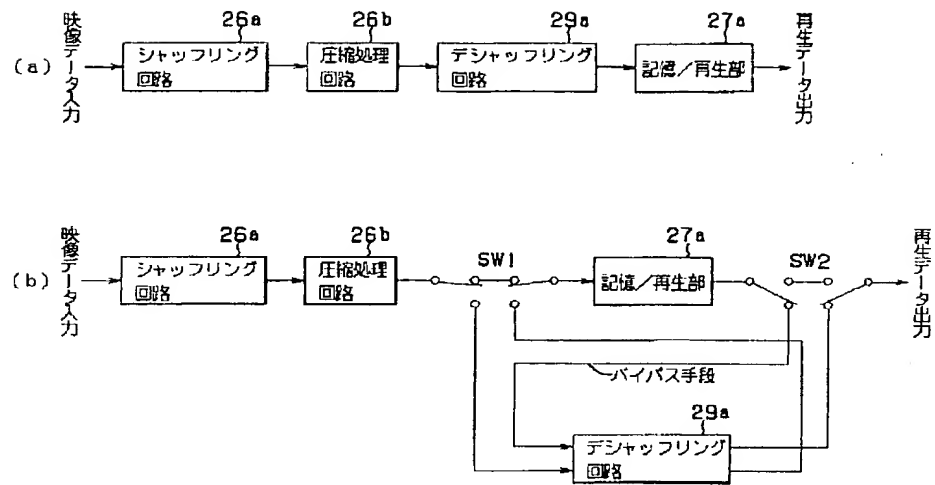 (a)
映像データ入力
26a
シャッフリング
回路
26b
圧縮処理
回路
29a
デシャッフリング
回路
27a
記憶/再生部
再生データ出力
(b)
映像データ入力
26a
シャッフリング
回路
26b
圧縮処理
回路
SW1
27a
記憶/再生部
SW2
再生データ出力
バイパス手段
29a
デシャッフリング
回路